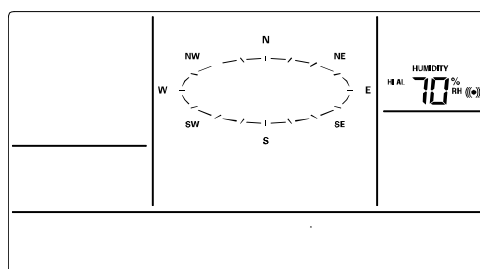 N
NW NE
W E
SW SE
S
HUMIDITY
HI AL 70 %
RH